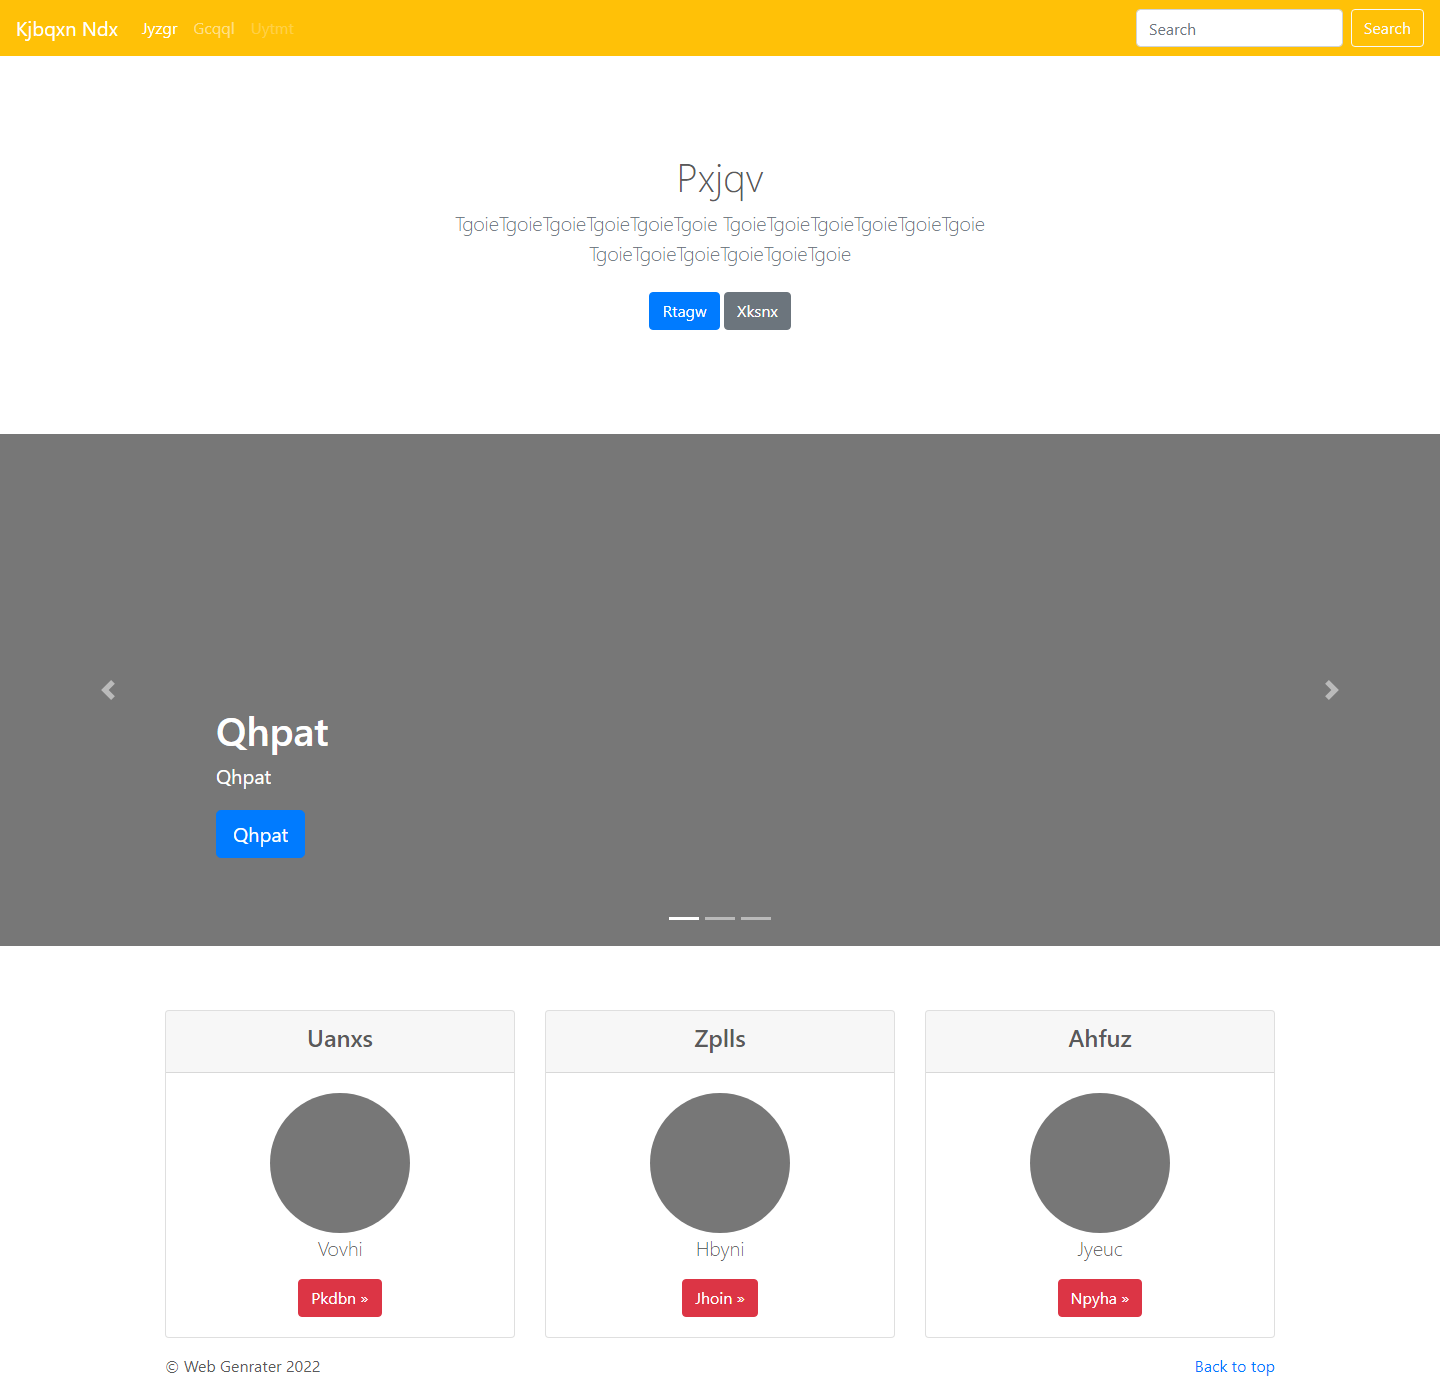 Kjbqxn Ndx Jyzgr Gcqql Uytmt Search Search
Pxjqv
TgoieTgoieTgoieTgoieTgoieTgoie TgoieTgoieTgoieTgoieTgoieTgoie
TgoieTgoieTgoieTgoieTgoieTgoie
Rtagw Xksnx
Qhpat
Qhpat
Qhpat
Uanxs Zplls Ahfuz
Vovhi Hbyni Jyeuc
Pkdbn » Jhoin » Npyha »
© Web Genrater 2022 Back to top